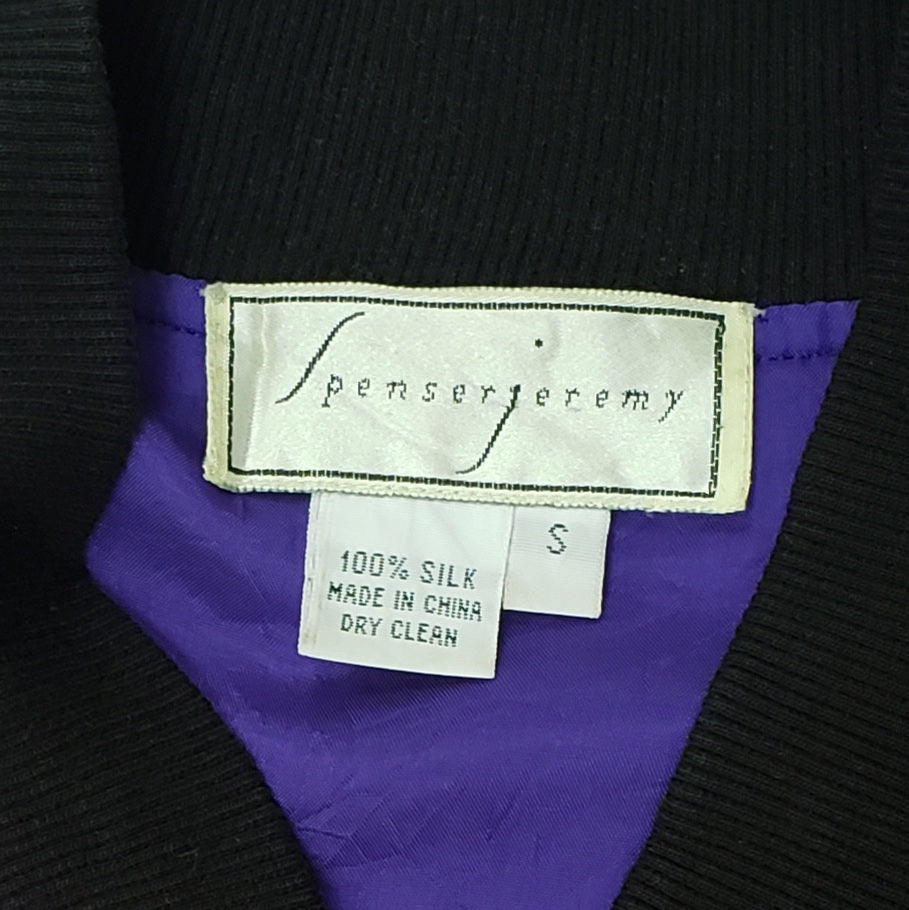 Spenserjeremy
S
100% SILK
MADE IN CHINA
DRY CLEAN